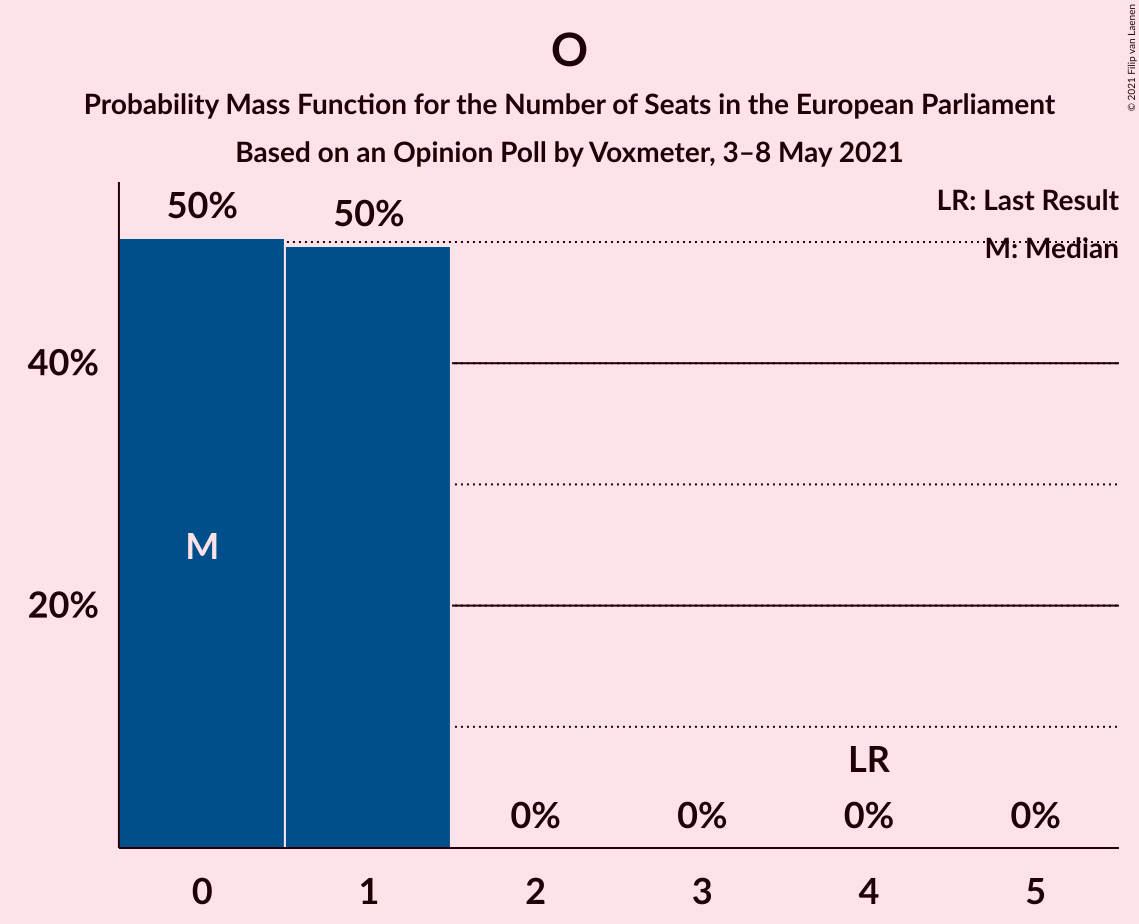 O
Probability Mass Function for the Number of Seats in the European Parliament
Based on an Opinion Poll by Voxmeter, 3–8 May 2021
© 2021 Filip van Laenen
LR: Last Result
M: Median
50%
50%
40%
20%
M
LR
0%
0%
0%
0%
0
1
2
3
4
5